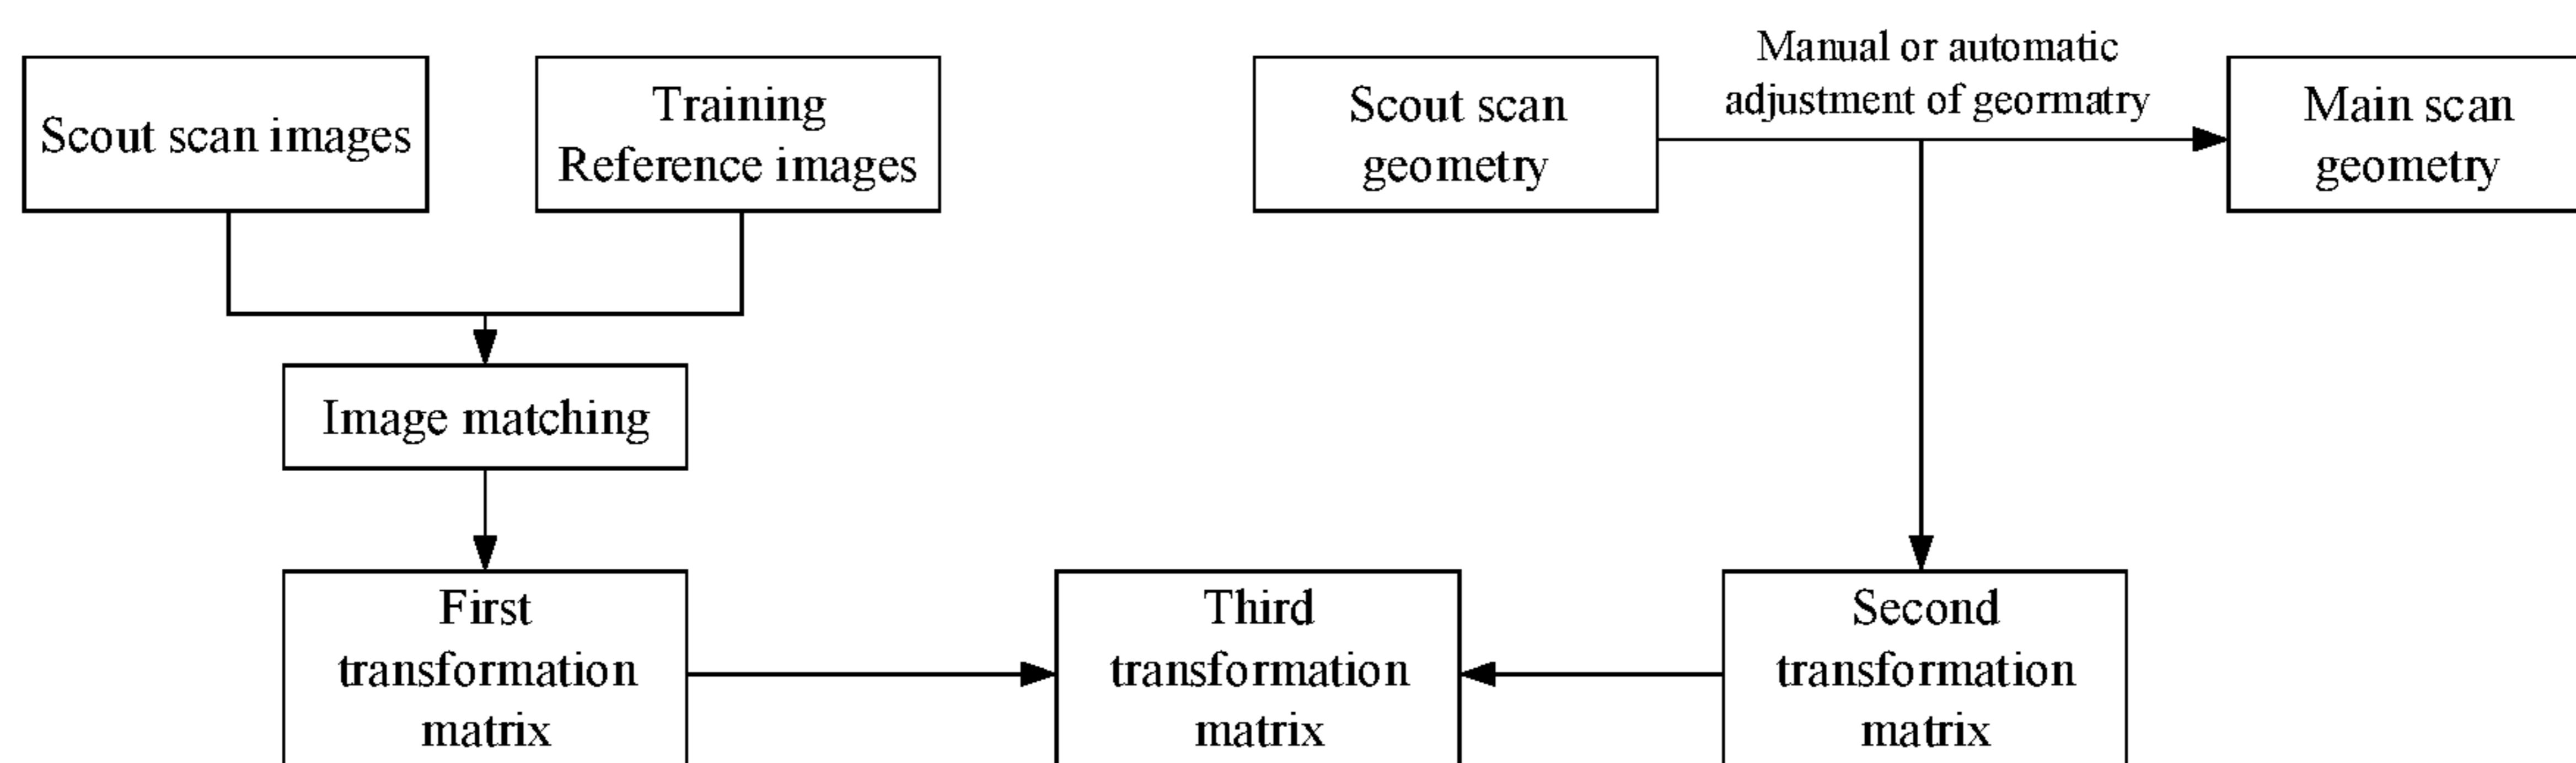 Scout scan images
Training
Reference images
Scout scan
geometry
Manual or automatic
adjustment of geormatry
Main scan
geometry
Image matching
First
transformation
matrix
Third
transformation
matrix
Second
transformation
matrix